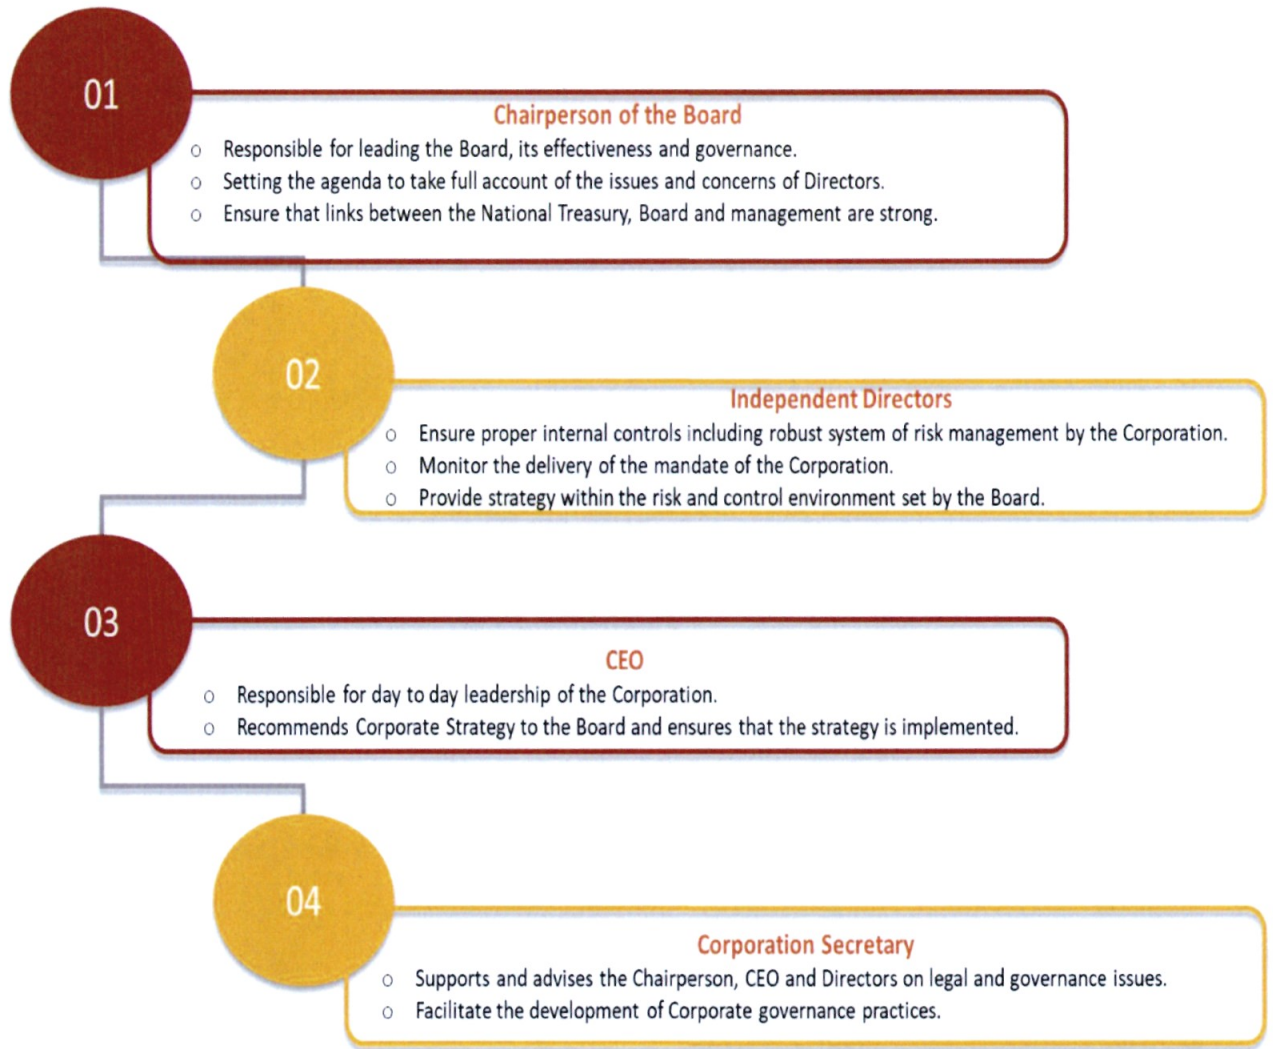 01
Chairperson of the Board
○ Responsible for leading the Board, its effectiveness and governance.
○ Setting the agenda to take full account of the issues and concerns of Directors.
○ Ensure that links between the National Treasury, Board and management are strong.
02
Independent Directors
○ Ensure proper internal controls including robust system of risk management by the Corporation.
○ Monitor the delivery of the mandate of the Corporation.
○ Provide strategy within the risk and control environment set by the Board.
03
CEO
○ Responsible for day to day leadership of the Corporation.
○ Recommends Corporate Strategy to the Board and ensures that the strategy is implemented.
04
Corporation Secretary
○ Supports and advises the Chairperson, CEO and Directors on legal and governance issues.
○ Facilitate the development of Corporate governance practices.